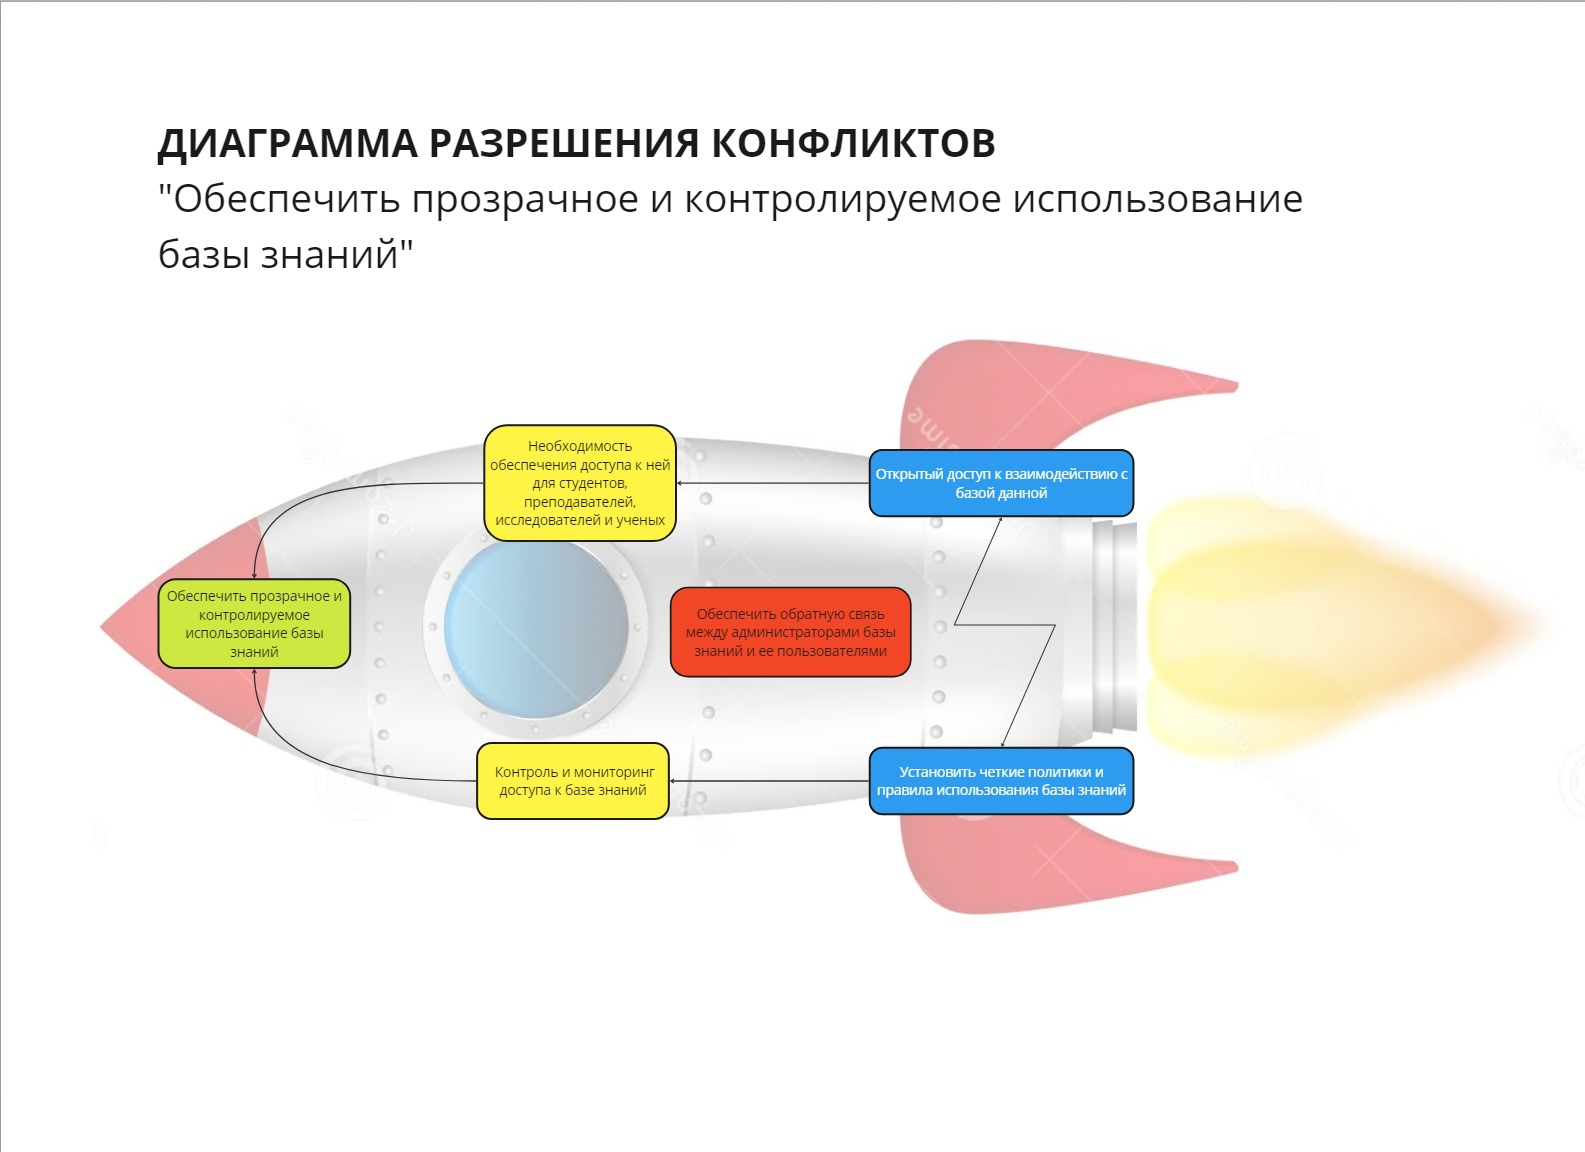 ДИАГРАММА РАЗРЕШЕНИЯ КОНФЛИКТОВ
"Обеспечить прозрачное и контролируемое использование
базы знаний"
Необходимость
обеспечения доступа к ней
для студентов,
преподавателей,
исследователей и ученых
Открытый доступ к взаимодействию с
базой данной
Обеспечить прозрачное и
контролируемое
использование базы
знаний
Обеспечить обратную связь
между администраторами базы
знаний и ее пользователями
Контроль и мониторинг
доступа к базе знаний
Установить четкие политики и
правила использования базы знаний